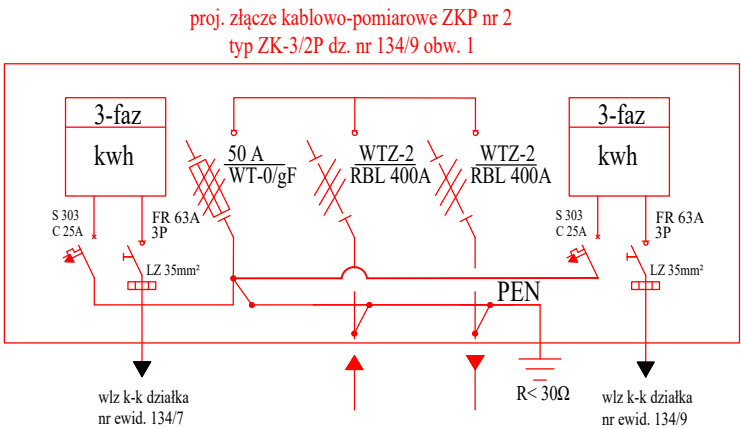 proj. złącze kablowo-pomiarowe ZKP nr 2
typ ZK-3/2P dz. nr 134/9 obw. 1
3-faz
kwh
50 A
WT-0/gF
WTZ-2
RBL 400A
WTZ-2
RBL 400A
3-faz
kwh
S 303
C 25A
FR 63A
3P
LZ 35mm²
S 303
C 25A
FR 63A
3P
LZ 35mm²
PEN
R< 30Ω
wlz k-k działka
nr ewid. 134/7
wlz k-k działka
nr ewid. 134/9